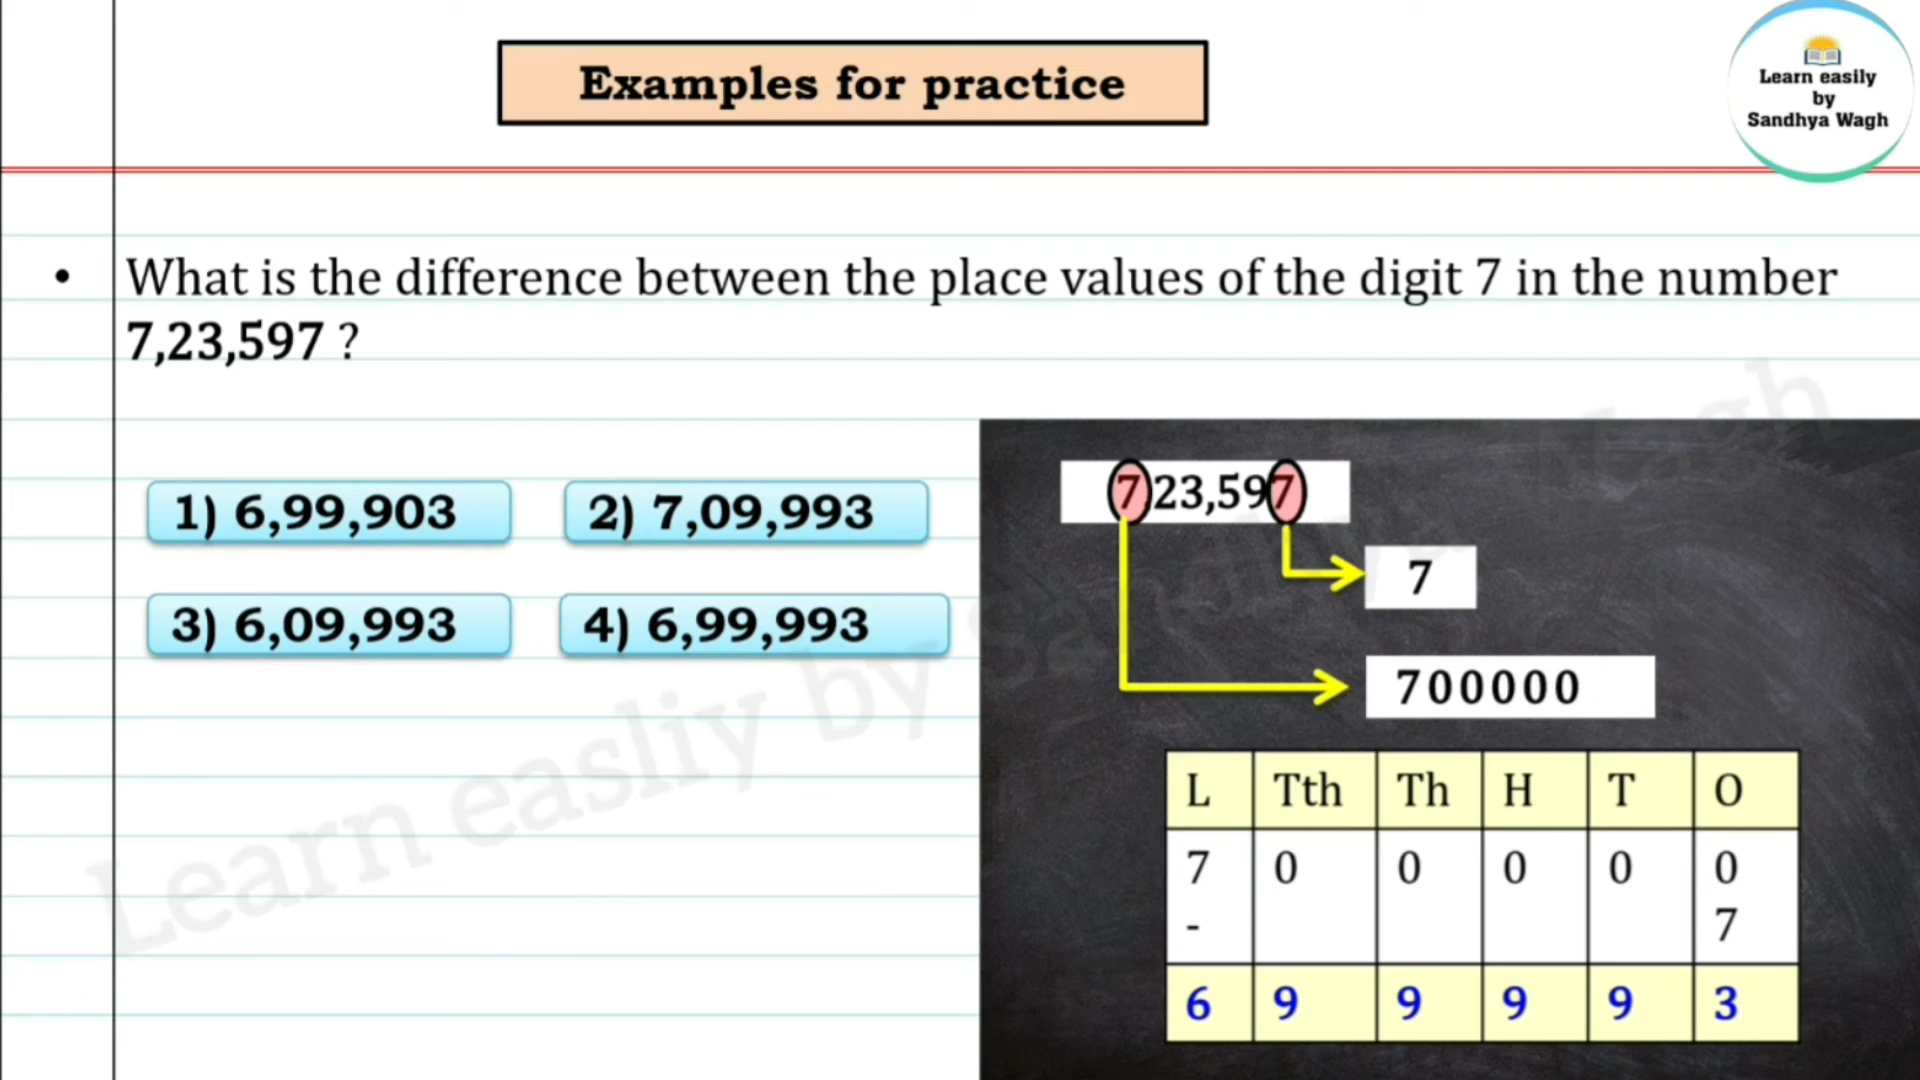 Examples for practice
Learn easily
by
Sandhya Wagh
• What is the difference between the place values of the digit 7 in the number
7,23,597 ?
1) 6,99,903
2) 7,09,993
3) 6,09,993
4) 6,99,993
7,23,597
7
700000
L Tth Th H T O
7 0 0 0 0 0
- 7
6 9 9 9 9 3
Learn easliy by Sandhya Wagh